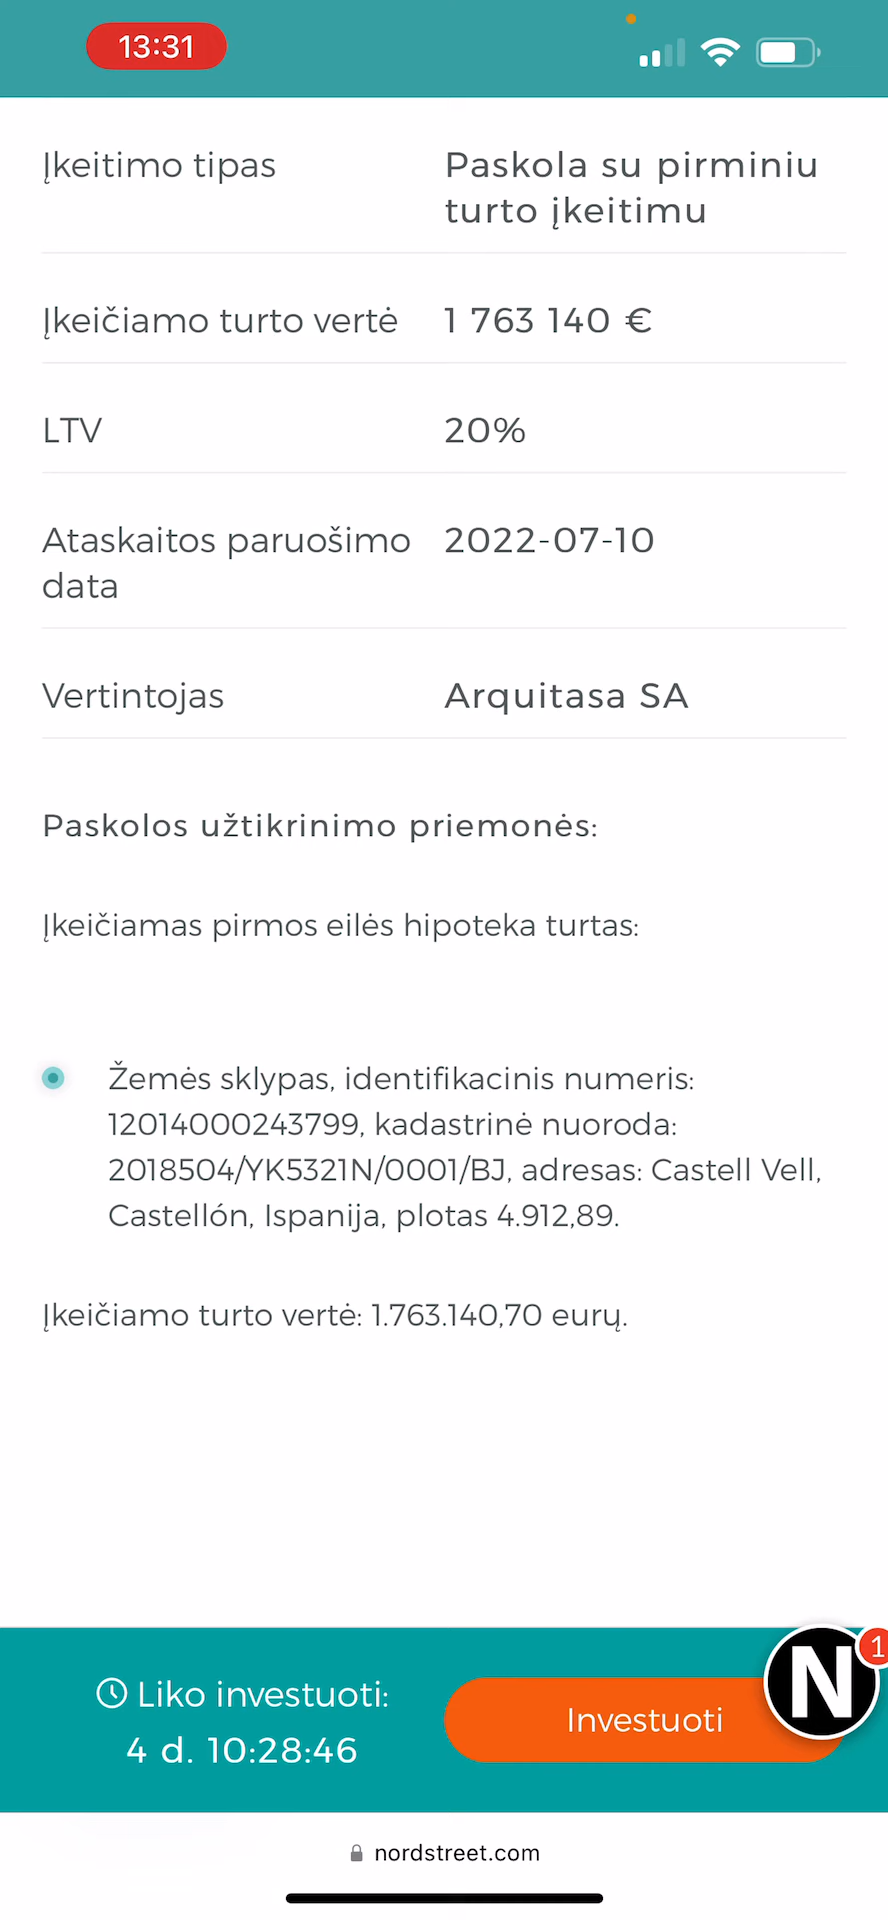 13:31
Įkeitimo tipas
Paskola su pirminiu
turto įkeitimu
Įkeičiamo turto vertė
1 763 140 €
LTV
20%
Ataskaitos paruošimo
data
2022-07-10
Vertintojas
Arquitasa SA
Paskolos užtikrinimo priemonės:
Įkeičiamas pirmos eilės hipoteka turtas:
Žemės sklypas, identifikacinis numeris:
12014000243799, kadastrinė nuoroda:
2018504/YK5321N/0001/BJ, adresas: Castell Vell,
Castellón, Ispanija, plotas 4.912,89.
Įkeičiamo turto vertė: 1.763.140,70 eurų.
Liko investuoti:
4 d. 10:28:46
Investuoti
N
1
nordstreet.com